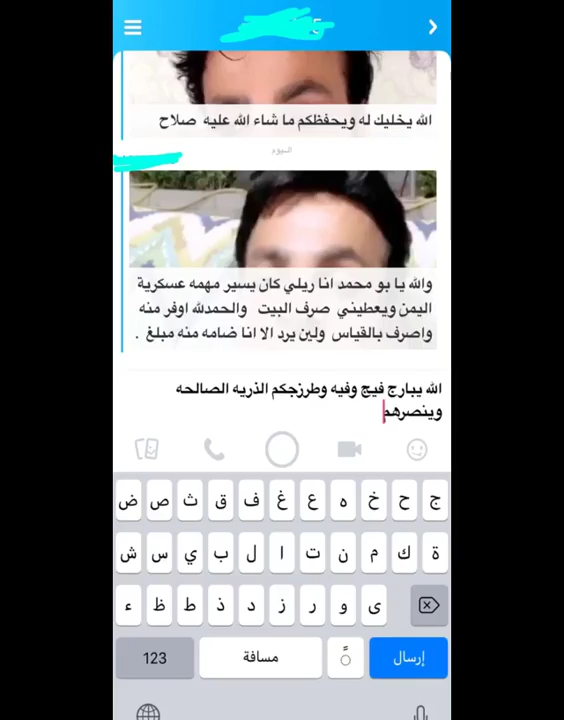 الله يخليك له ويحفظكم ما شاء الله عليه صلاح
اليوم
والله يا بو محمد انا ريلي كان يسير مهمه عسكرية
اليمن ويعطيني صرف البيت والحمدلله اوفر منه
واصرف بالقياس ولين يرد الا انا ضامه منه مبلغ .
الله يبارج فيج وفيه وطرزجكم الذريه الصالحه
وينصرهم
ض ص ث ق ف غ ع ه خ ح ج
ش س ي ب ل ا ت ن م ك ة
ء ظ ط ذ د ز ر و ى
123 مسافة إرسال